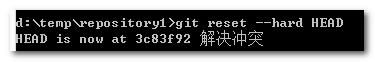 d:\temp\repository1>git reset --hard HEAD
HEAD is now at 3c83f92 解决冲突